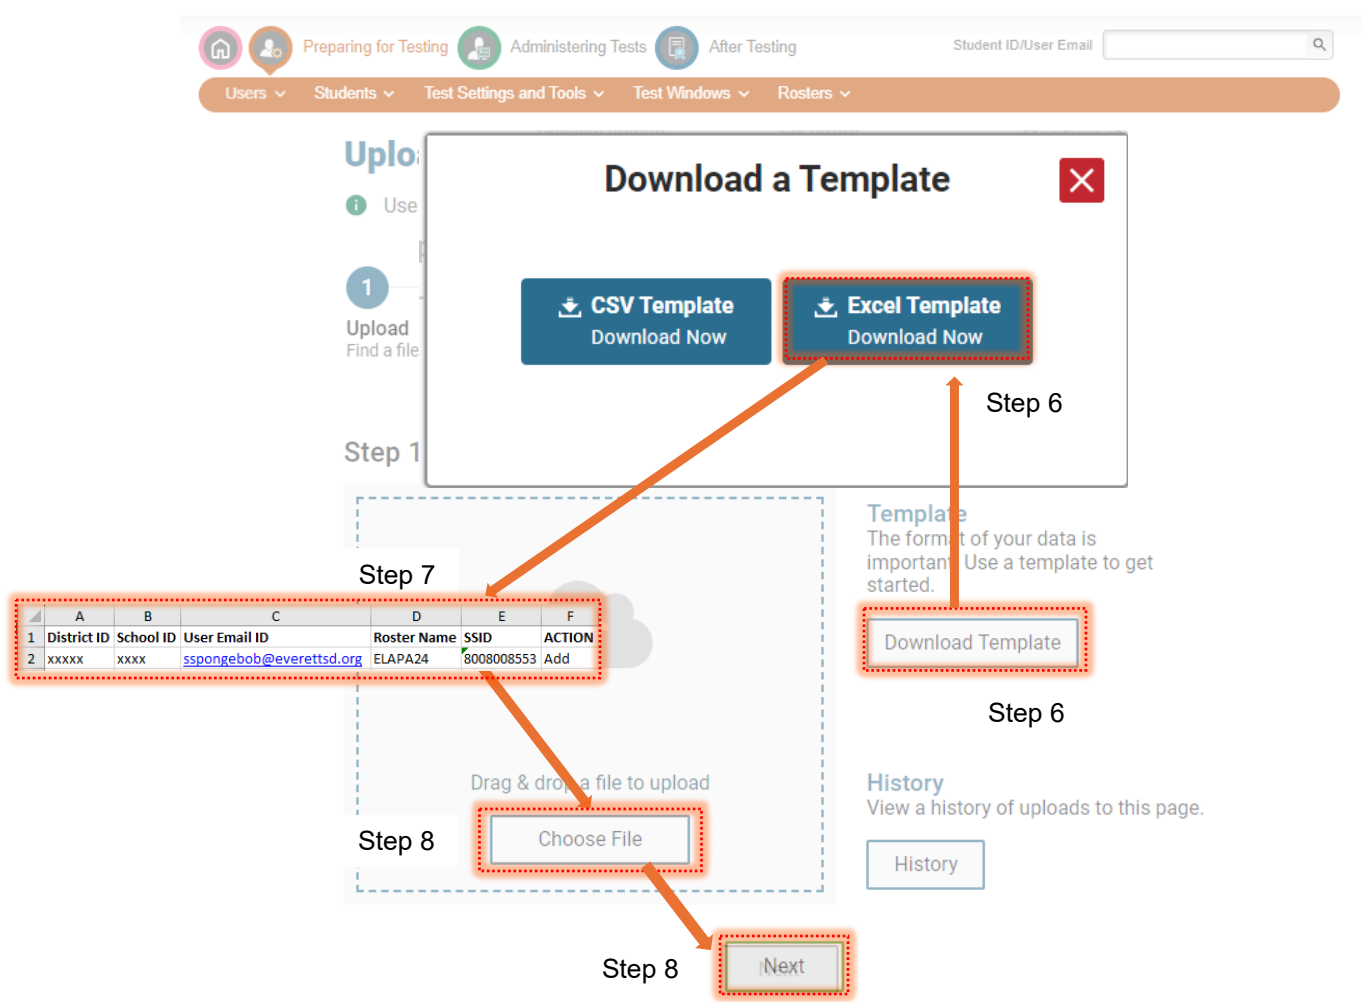 Preparing for Testing Administering Tests After Testing Student ID/User Email
Users Students Test Settings and Tools Test Windows Rosters
Download a Template
Use
1
CSV Template
Download Now
Excel Template
Download Now
Upload
Find a file
Step 6
Step 1
Template
The format of your data is
important. Use a template to get
started.
Step 7
A B C D E F
1 District ID School ID User Email ID Roster Name SSID ACTION
2 xxxxx xxxx sspongebob@everettsd.org ELAPA24 8008008553 Add
Download Template
Step 6
Drag & drop a file to upload
History
View a history of uploads to this page.
Step 8
Choose File
History
Step 8
Next